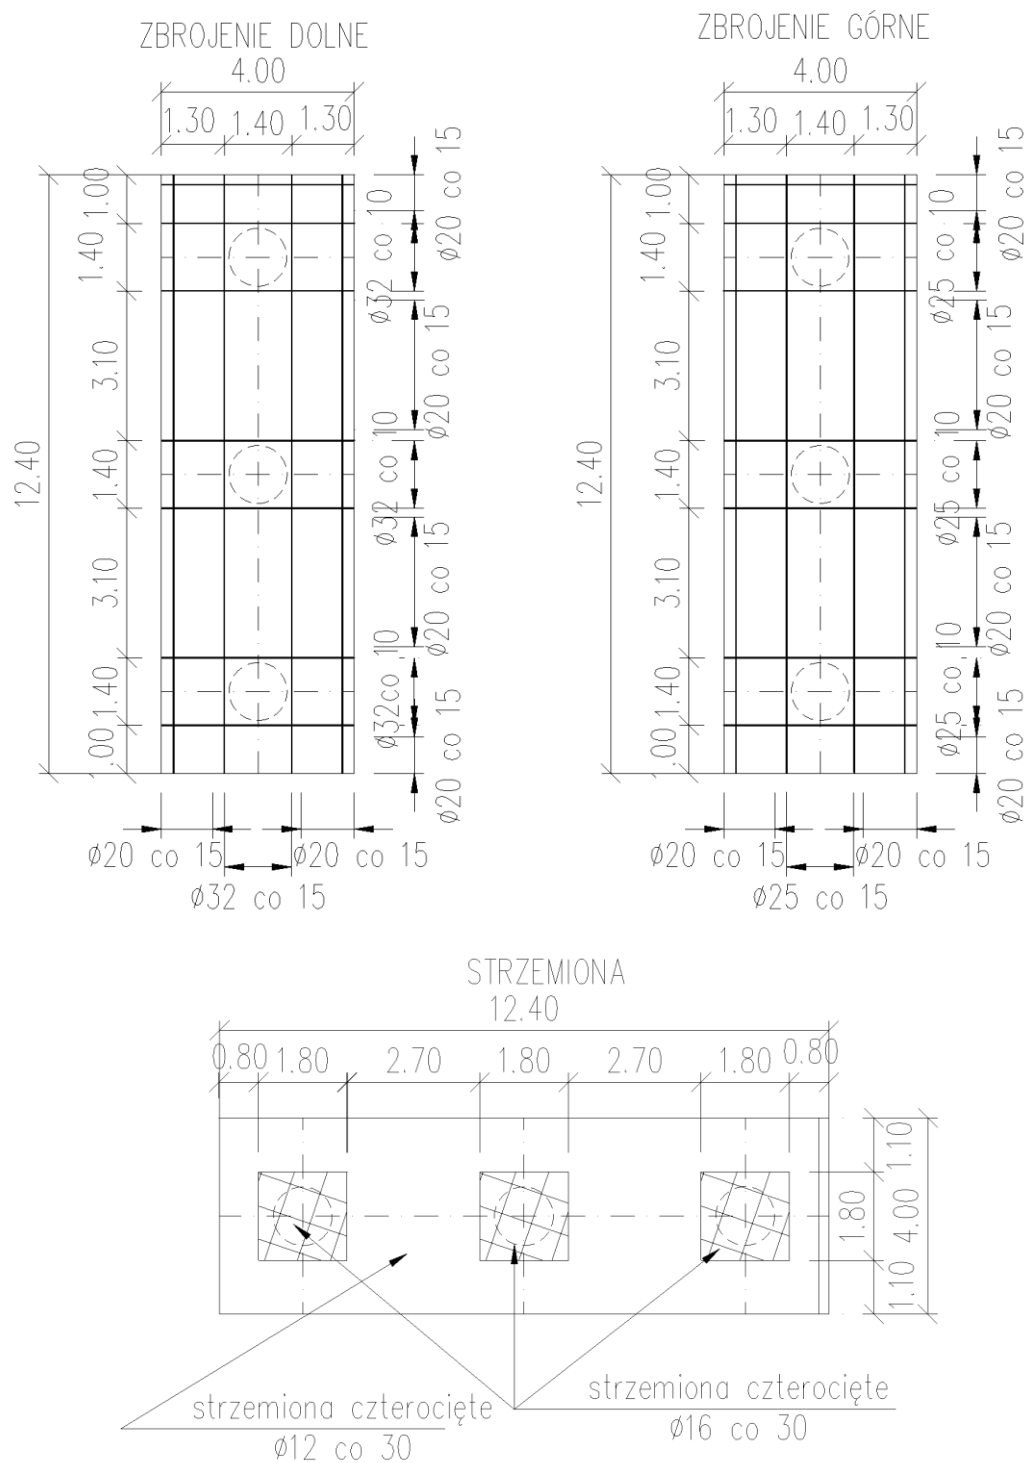 ZBROJENIE DOLNE
4.00
1.30 1.40 1.30
12.40
1.00
1.40
3.10
1.40
3.10
1.40
.00
ø20 co 15
ø32 co 10
ø20 co 15
ø32 co 10
ø20 co 15
ø32co 10
ø20 co 15
ø20 co 15 ø20 co 15
ø32 co 15
ZBROJENIE GÓRNE
4.00
1.30 1.40 1.30
12.40
1.00
1.40
3.10
1.40
3.10
1.40
.00
ø20 co 15
ø25 co 10
ø20 co 15
ø25 co 10
ø20 co 15
ø25 co 10
ø20 co 15
ø20 co 15 ø20 co 15
ø25 co 15
STRZEMIONA
12.40
0.80 1.80 2.70 1.80 2.70 1.80 0.80
1.10
1.80
1.10
4.00
strzemiona czterocięte
ø12 co 30
strzemiona czterocięte
ø16 co 30